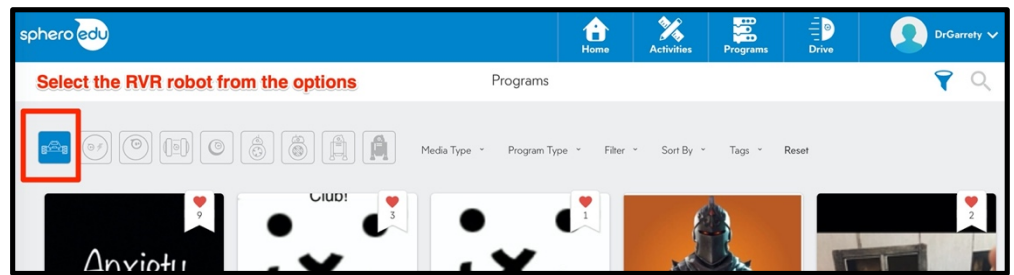 sphero edu
Home
Activities
Programs
Drive
DrGarrety
Select the RVR robot from the options
Programs
Media Type
Program Type
Filter
Sort By
Tags
Reset
9
Club!
3
1
2
Anxiety